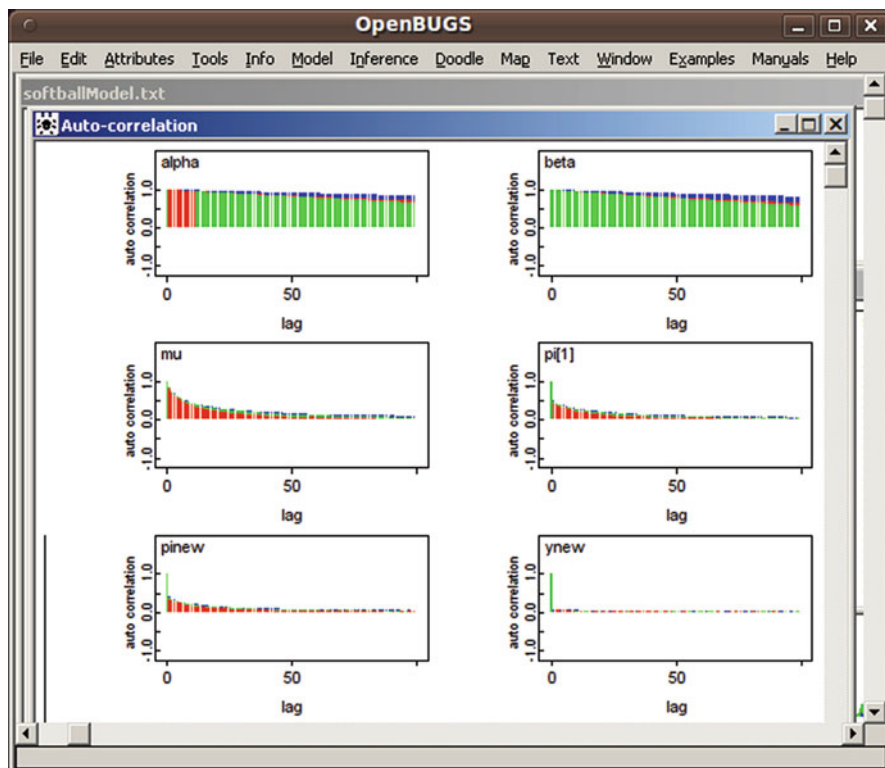 OpenBUGS
File Edit Attributes Tools Info Model Inference Doodle Map Text Window Examples Manuals Help
softballModel.txt
Auto-correlation
alpha
auto correlation
1.0
0.0
-1.0
0 50
lag
beta
auto correlation
1.0
0.0
-1.0
0 50
lag
mu
auto correlation
1.0
0.0
-1.0
0 50
lag
pi[1]
auto correlation
1.0
0.0
-1.0
0 50
lag
pinew
auto correlation
1.0
0.0
-1.0
0 50
lag
ynew
auto correlation
1.0
0.0
-1.0
0 50
lag